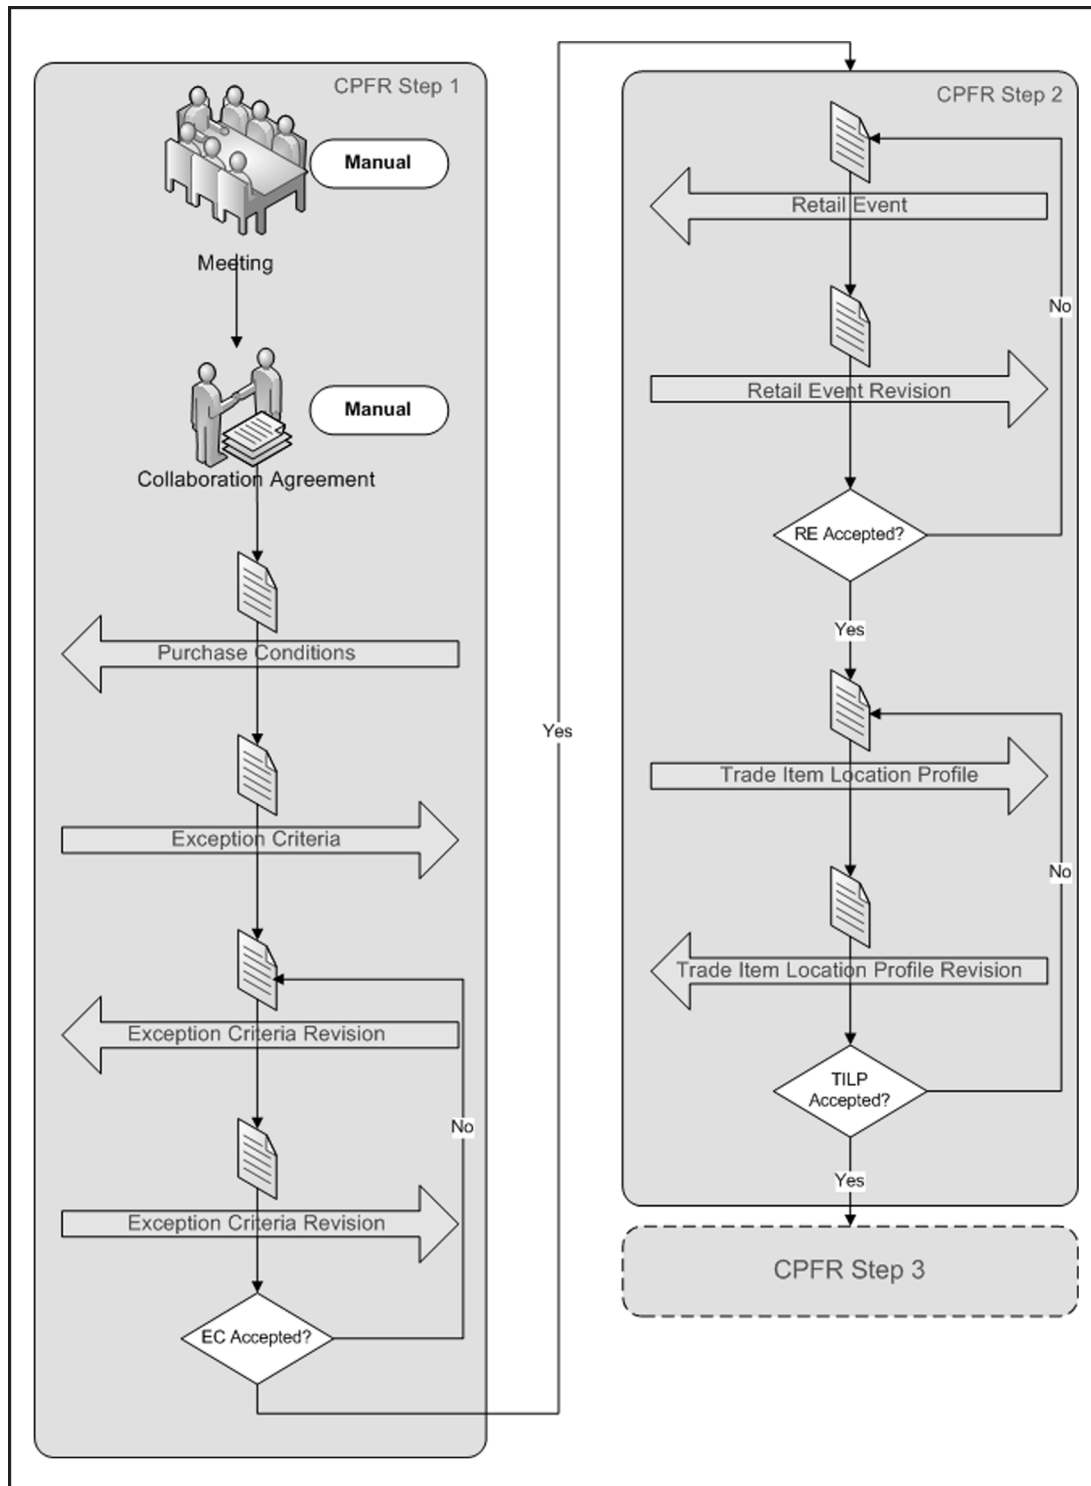 CPFR Step 1
Manual
Meeting
Manual
Collaboration Agreement
Purchase Conditions
Exception Criteria
Exception Criteria Revision
No
Exception Criteria Revision
EC Accepted?
Yes
CPFR Step 2
Retail Event
No
Retail Event Revision
RE Accepted?
Yes
Trade Item Location Profile
No
Trade Item Location Profile Revision
TILP
Accepted?
Yes
CPFR Step 3